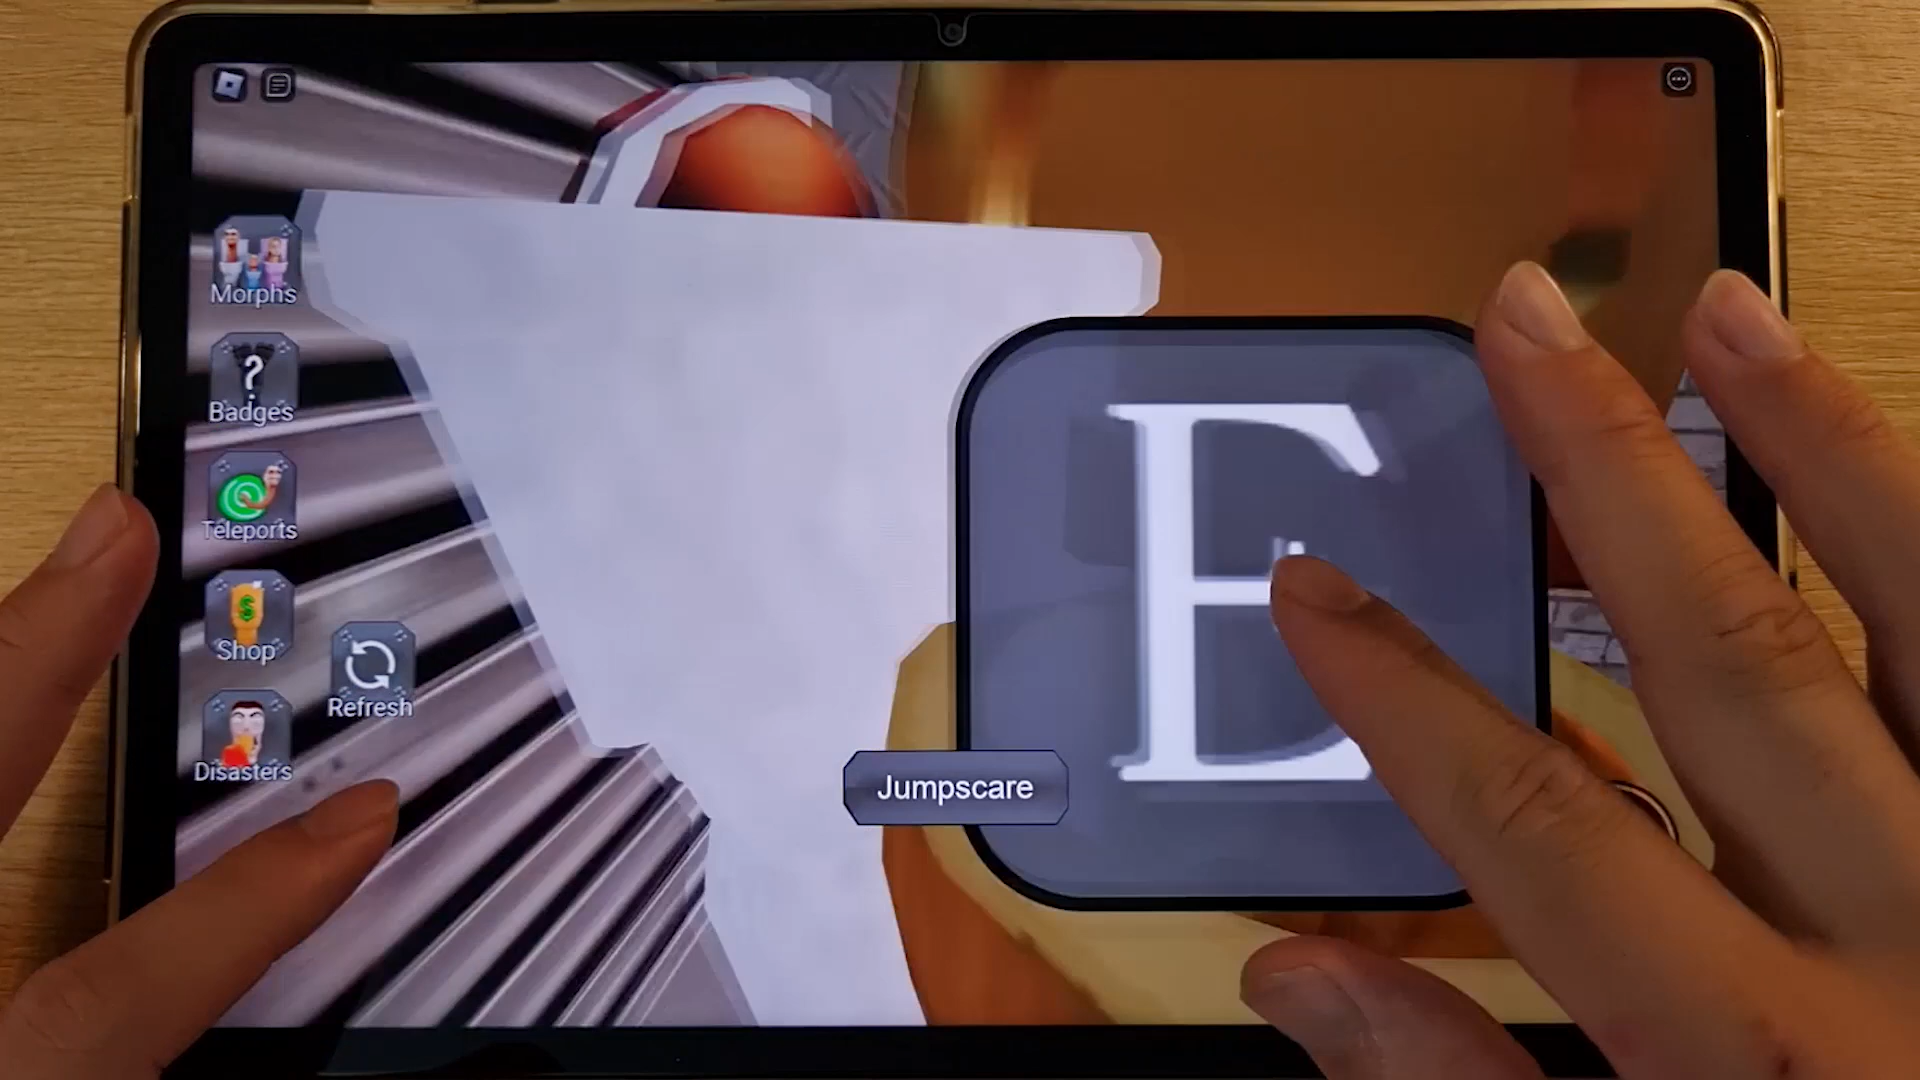 Morphs
?
Badges
Teleports
$
Shop
Refresh
Disasters
E
Jumpscare